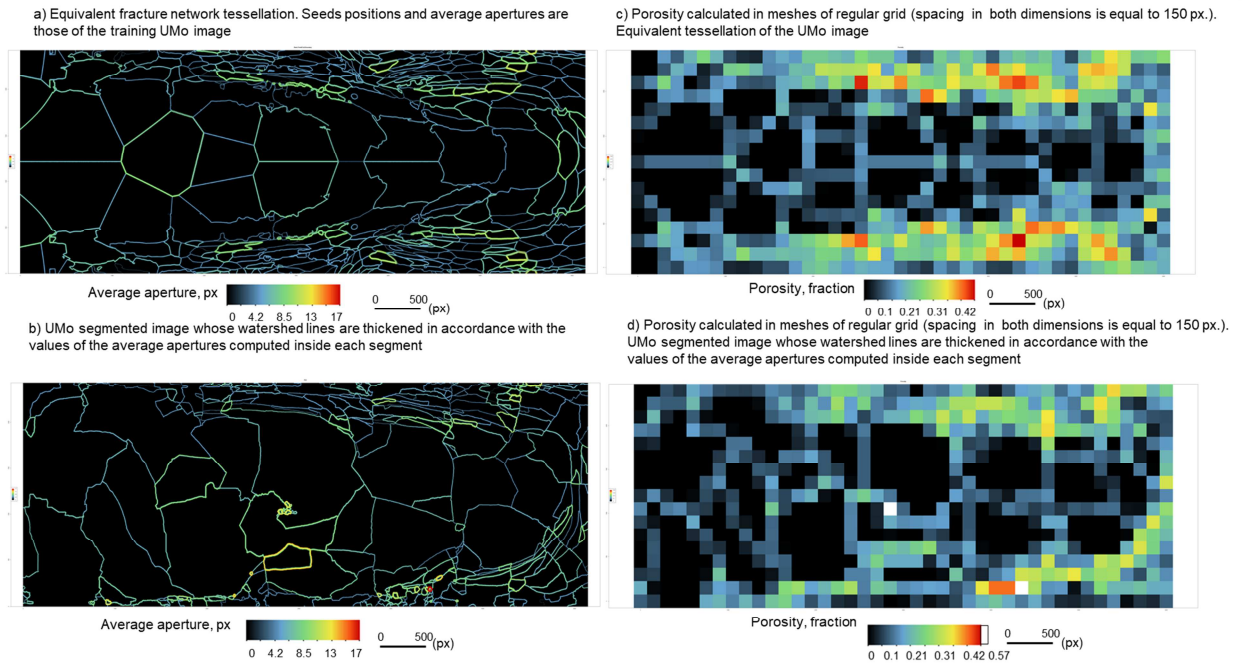 a) Equivalent fracture network tessellation. Seeds positions and average apertures are
those of the training UMo image
c) Porosity calculated in meshes of regular grid (spacing in both dimensions is equal to 150 px.).
Equivalent tessellation of the UMo image
Average aperture, px
0 4.2 8.5 13 17
0 500 (px)
Porosity, fraction
0 0.1 0.21 0.31 0.42
0 500 (px)
b) UMo segmented image whose watershed lines are thickened in accordance with the
values of the average apertures computed inside each segment
d) Porosity calculated in meshes of regular grid (spacing in both dimensions is equal to 150 px.).
UMo segmented image whose watershed lines are thickened in accordance with the
values of the average apertures computed inside each segment
Average aperture, px
0 4.2 8.5 13 17
0 500 (px)
Porosity, fraction
0 0.1 0.21 0.31 0.42 0.57
0 500 (px)